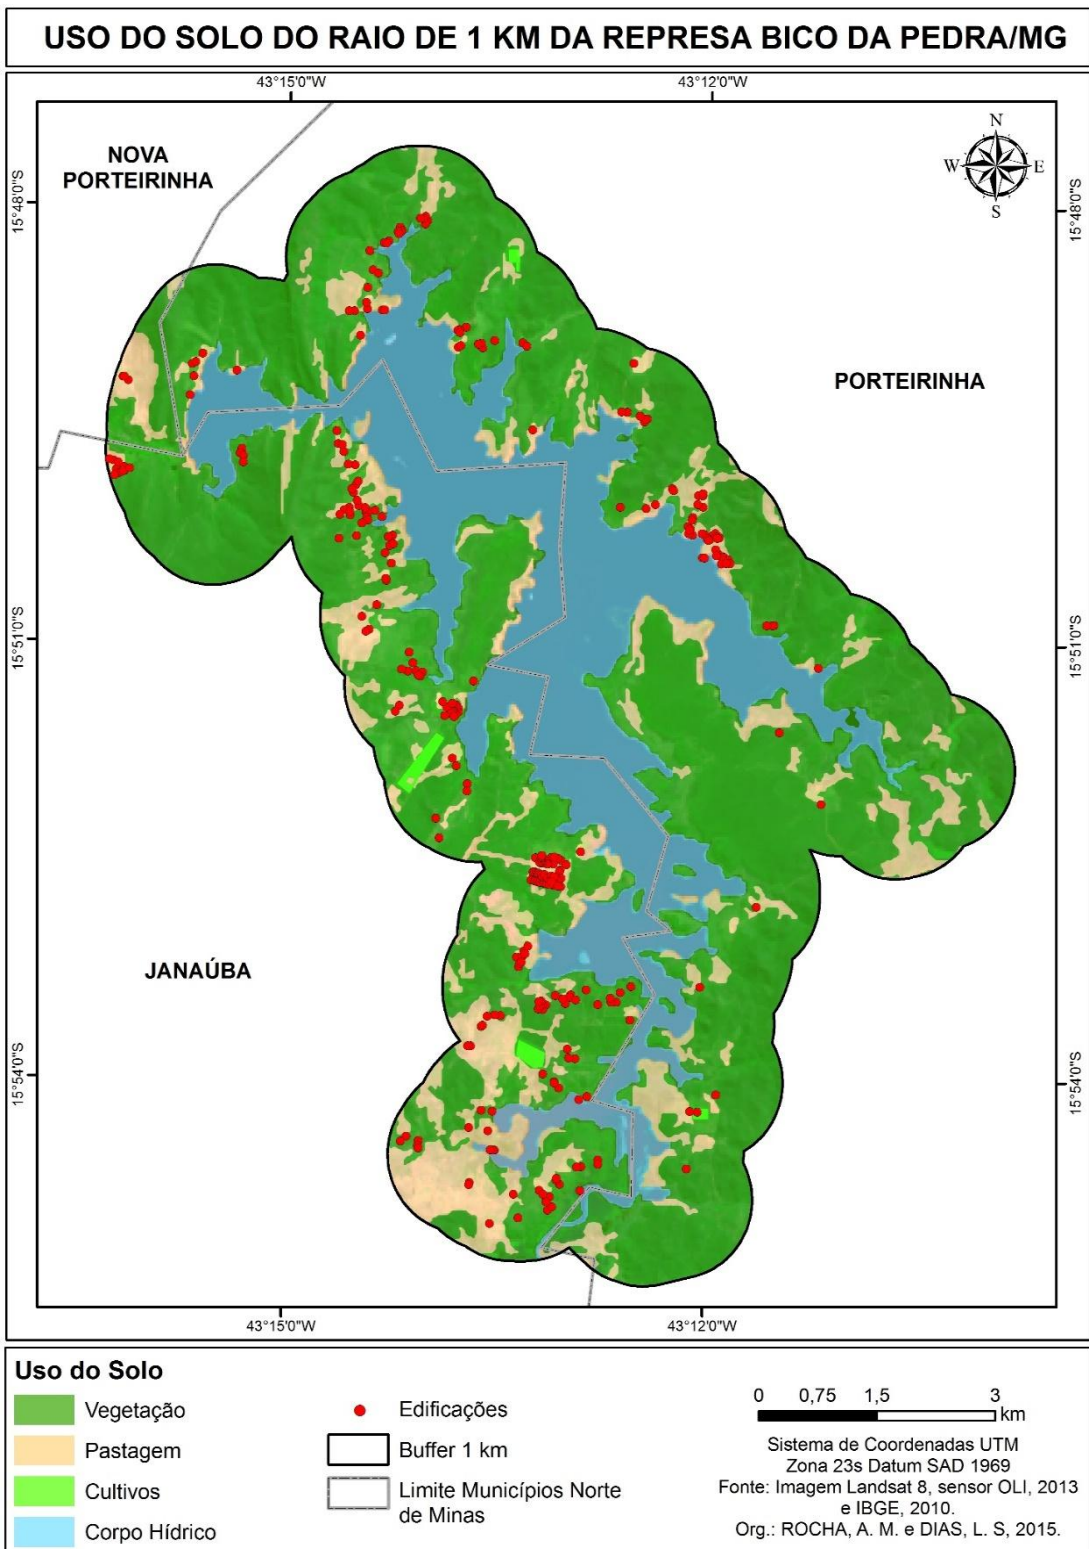 USO DO SOLO DO RAIO DE 1 KM DA REPRESA BICO DA PEDRA/MG
43°15'0"W
43°12'0"W
NOVA
PORTEIRINHA
N
W
E
S
15°48'0"S
15°48'0"S
PORTEIRINHA
15°51'0"S
15°51'0"S
JANAÚBA
15°54'0"S
15°54'0"S
43°15'0"W
43°12'0"W
Uso do Solo
Vegetação
Pastagem
Cultivos
Corpo Hídrico
Edificações
Buffer 1 km
Limite Municípios Norte
de Minas
0 0,75 1,5 3
km
Sistema de Coordenadas UTM
Zona 23s Datum SAD 1969
Fonte: Imagem Landsat 8, sensor OLI, 2013
e IBGE, 2010.
Org.: ROCHA, A. M. e DIAS, L. S, 2015.